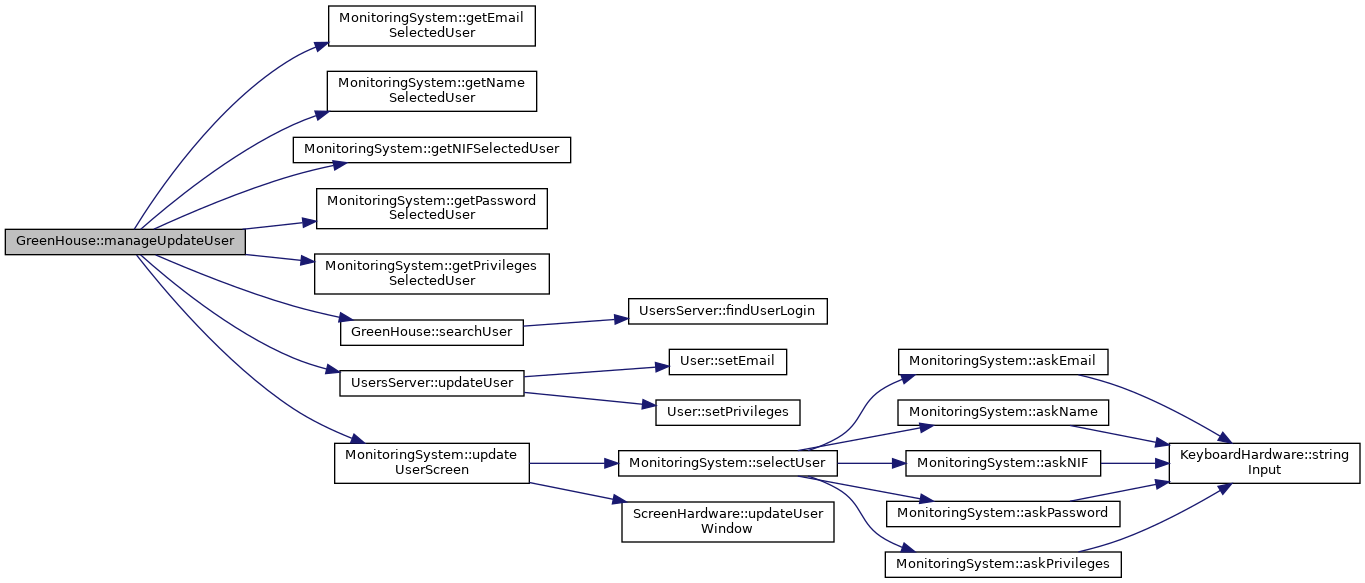 MonitoringSystem::getEmail
SelectedUser
MonitoringSystem::getName
SelectedUser
MonitoringSystem::getNIFSelectedUser
MonitoringSystem::getPassword
SelectedUser
GreenHouse::manageUpdateUser
MonitoringSystem::getPrivileges
SelectedUser
GreenHouse::searchUser
UsersServer::findUserLogin
UsersServer::updateUser
User::setEmail
User::setPrivileges
MonitoringSystem::update
UserScreen
MonitoringSystem::selectUser
ScreenHardware::updateUser
Window
MonitoringSystem::askEmail
MonitoringSystem::askName
MonitoringSystem::askNIF
MonitoringSystem::askPassword
MonitoringSystem::askPrivileges
KeyboardHardware::string
Input